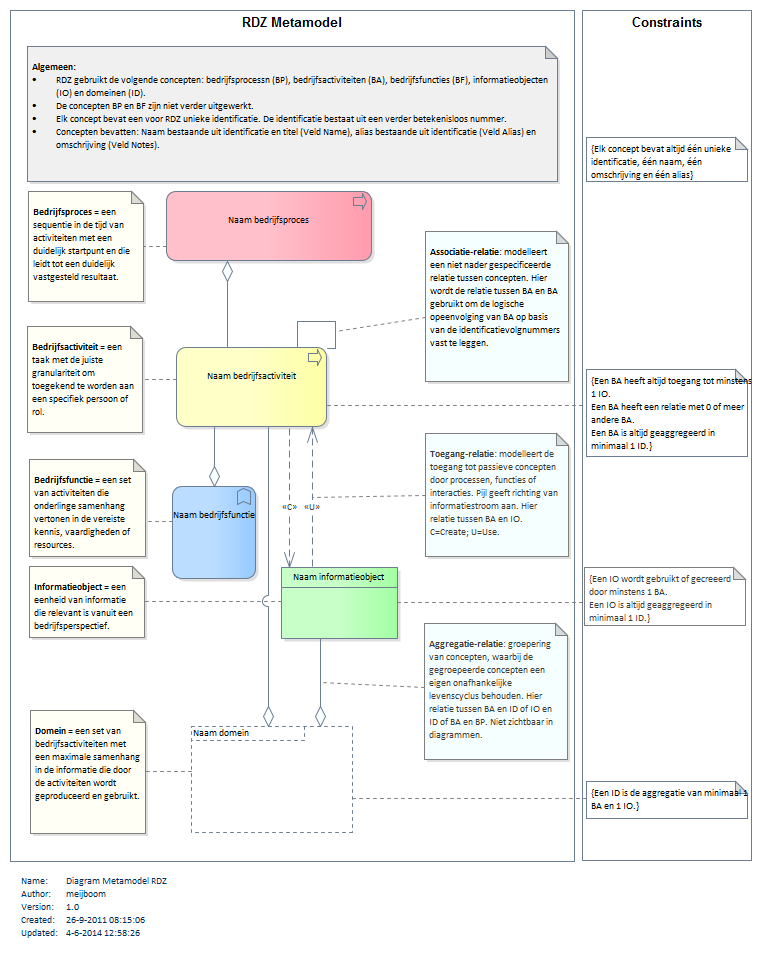 RDZ Metamodel
Constraints
Algemeen:
• RDZ gebruikt de volgende concepten: bedrijfsprocessn (BP), bedrijfsactiviteiten (BA), bedrijfsfuncties (BF), informatieobjecten
(IO) en domeinen (ID).
• De concepten BP en BF zijn niet verder uitgewerkt.
• Elk concept bevat een voor RDZ unieke identificatie. De identificatie bestaat uit een verder betekenisloos nummer.
• Concepten bevatten: Naam bestaande uit identificatie en titel (Veld Name), alias bestaande uit identificatie (Veld Alias) en
omschrijving (Veld Notes).
{Elk concept bevat altijd één unieke
identificatie, één naam, één
omschrijving en één alias}
Bedrijfsproces = een
sequentie in de tijd van
activiteiten met een
duidelijk startpunt en die
leidt tot een duidelijk
vastgesteld resultaat.
Naam bedrijfsproces
Associatie-relatie: modelleert
een niet nader gespecificeerde
relatie tussen concepten. Hier
wordt de relatie tussen BA en BA
gebruikt om de logische
opeenvolging van BA op basis
van de identificatievolgnummers
vast te leggen.
Bedrijfsactiviteit = een
taak met de juiste
granulariteit om
toegekend te worden aan
een specifiek persoon of
rol.
Naam bedrijfsactiviteit
{Een BA heeft altijd toegang tot minstens
1 IO.
Een BA heeft een relatie met 0 of meer
andere BA.
Een BA is altijd geaggregeerd in
minimaal 1 ID.}
Bedrijfsfunctie = een set
van activiteiten die
onderlinge samenhang
vertonen in de vereiste
kennis, vaardigheden of
resources.
Naam bedrijfsfunctie
«C» «U»
Toegang-relatie: modelleert de
toegang tot passieve concepten
door processen, functies of
interacties. Pijl geeft richting van
informatiestroom aan. Hier
relatie tussen BA en IO.
C=Create; U=Use.
Informatieobject = een
eenheid van informatie
die relevant is vanuit een
bedrijfsperspectief.
Naam informatieobject
{Een IO wordt gebruikt of gecreeerd
door minstens 1 BA.
Een IO is altijd geaggregeerd in
minimaal 1 ID.}
Aggregatie-relatie: groepering
van concepten, waarbij de
gegroepeerde concepten een
eigen onafhankelijke
levenscyclus behouden. Hier
relatie tussen BA en ID of IO en
ID of BA en BP. Niet zichtbaar in
diagrammen.
Domein = een set van
bedrijfsactiviteiten met
een maximale samenhang
in de informatie die door
de activiteiten wordt
geproduceerd en gebruikt.
Naam domein
{Een ID is de aggregatie van minimaal 1
BA en 1 IO.}
Name: Diagram Metamodel RDZ
Author: meijboom
Version: 1.0
Created: 26-9-2011 08:15:06
Updated: 4-6-2014 12:58:26